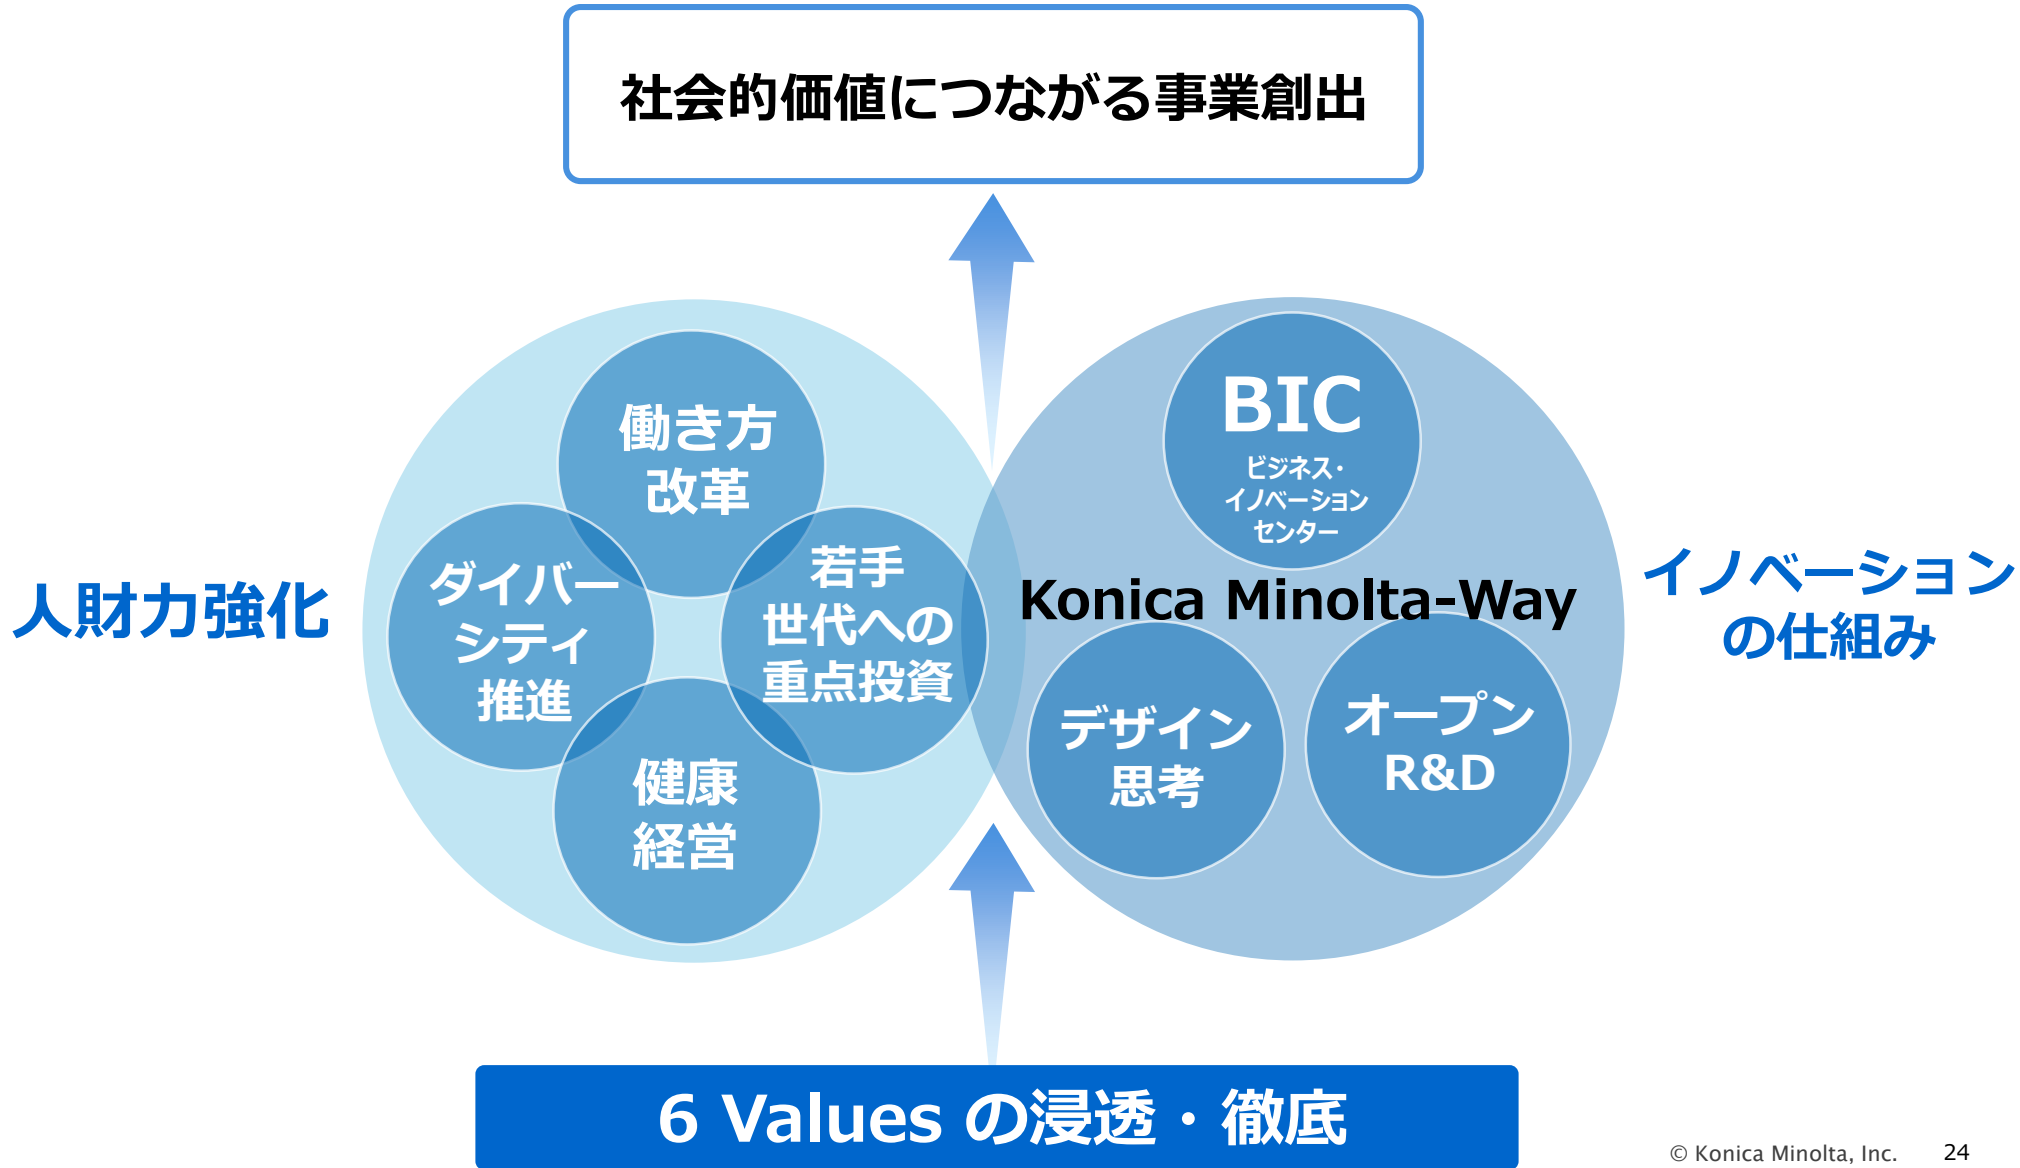 社会的価値につながる事業創出
人財力強化
働き方
改革
ダイバー
シティ
推進
若手
世代への
重点投資
健康
経営
BIC
ビジネス・
イノベーション
センター
Konica Minolta-Way
デザイン
思考
オープン
R&D
イノベーション
の仕組み
6 Values の浸透・徹底
© Konica Minolta, Inc. 24